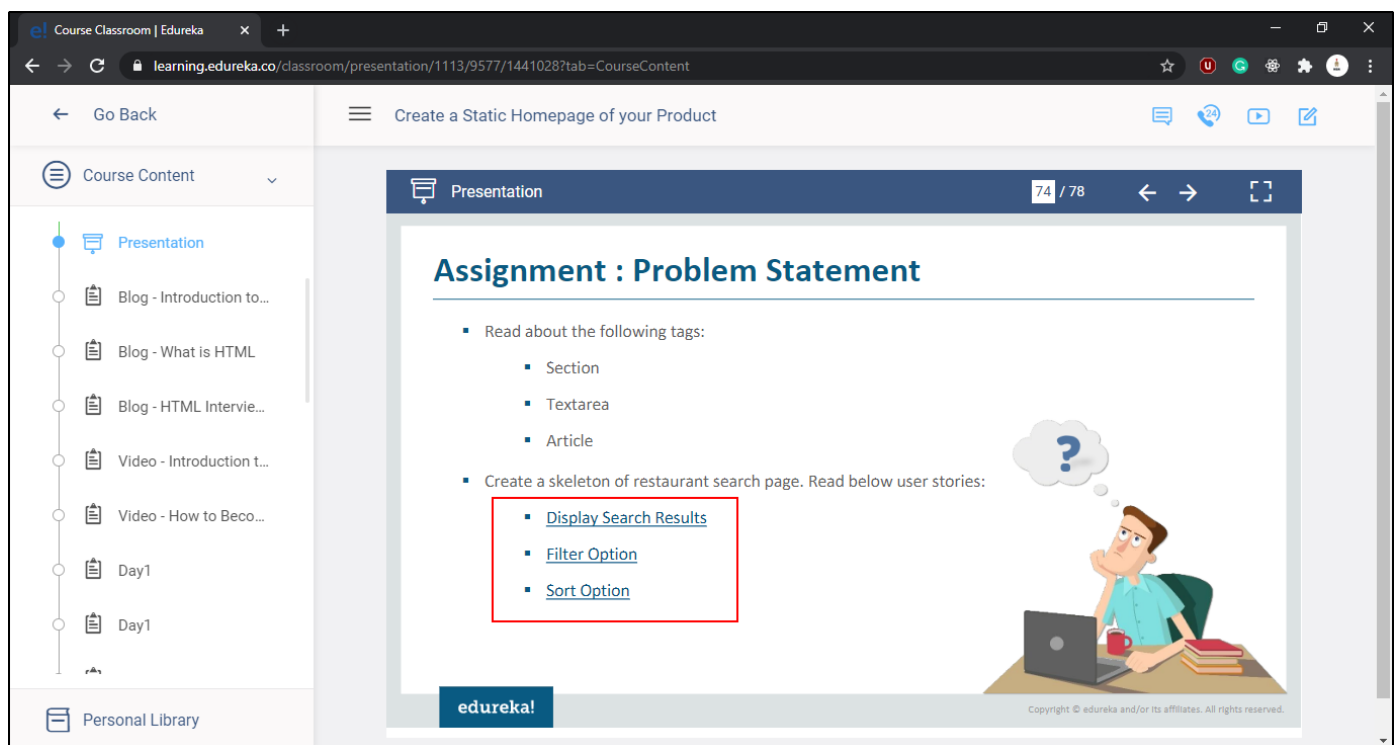 e! Course Classroom | Edureka
learning.edureka.co/classroom/presentation/1113/9577/1441028?tab=CourseContent
Go Back
Create a Static Homepage of your Product
24
Course Content
Presentation
74 / 78
Presentation
Blog - Introduction to...
Blog - What is HTML
Blog - HTML Intervie...
Video - Introduction t...
Video - How to Beco...
Day1
Day1
Personal Library
Assignment : Problem Statement
Read about the following tags:
Section
Textarea
Article
Create a skeleton of restaurant search page. Read below user stories:
Display Search Results
Filter Option
Sort Option
?
edureka!
Copyright © edureka and/or its affiliates. All rights reserved.